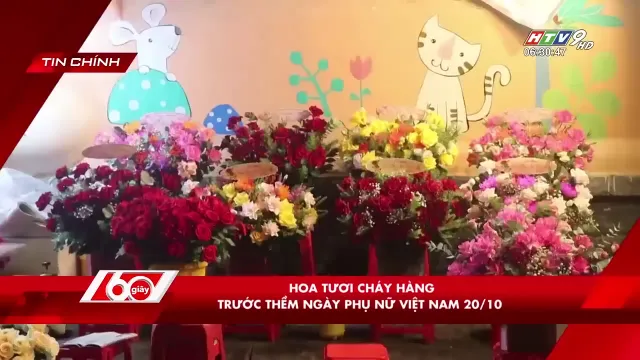 TIN CHÍNH
HTV9 HD
06:30:47
60 giây
HOA TƯƠI CHÁY HÀNG
TRƯỚC THỀM NGÀY PHỤ NỮ VIỆT NAM 20/10